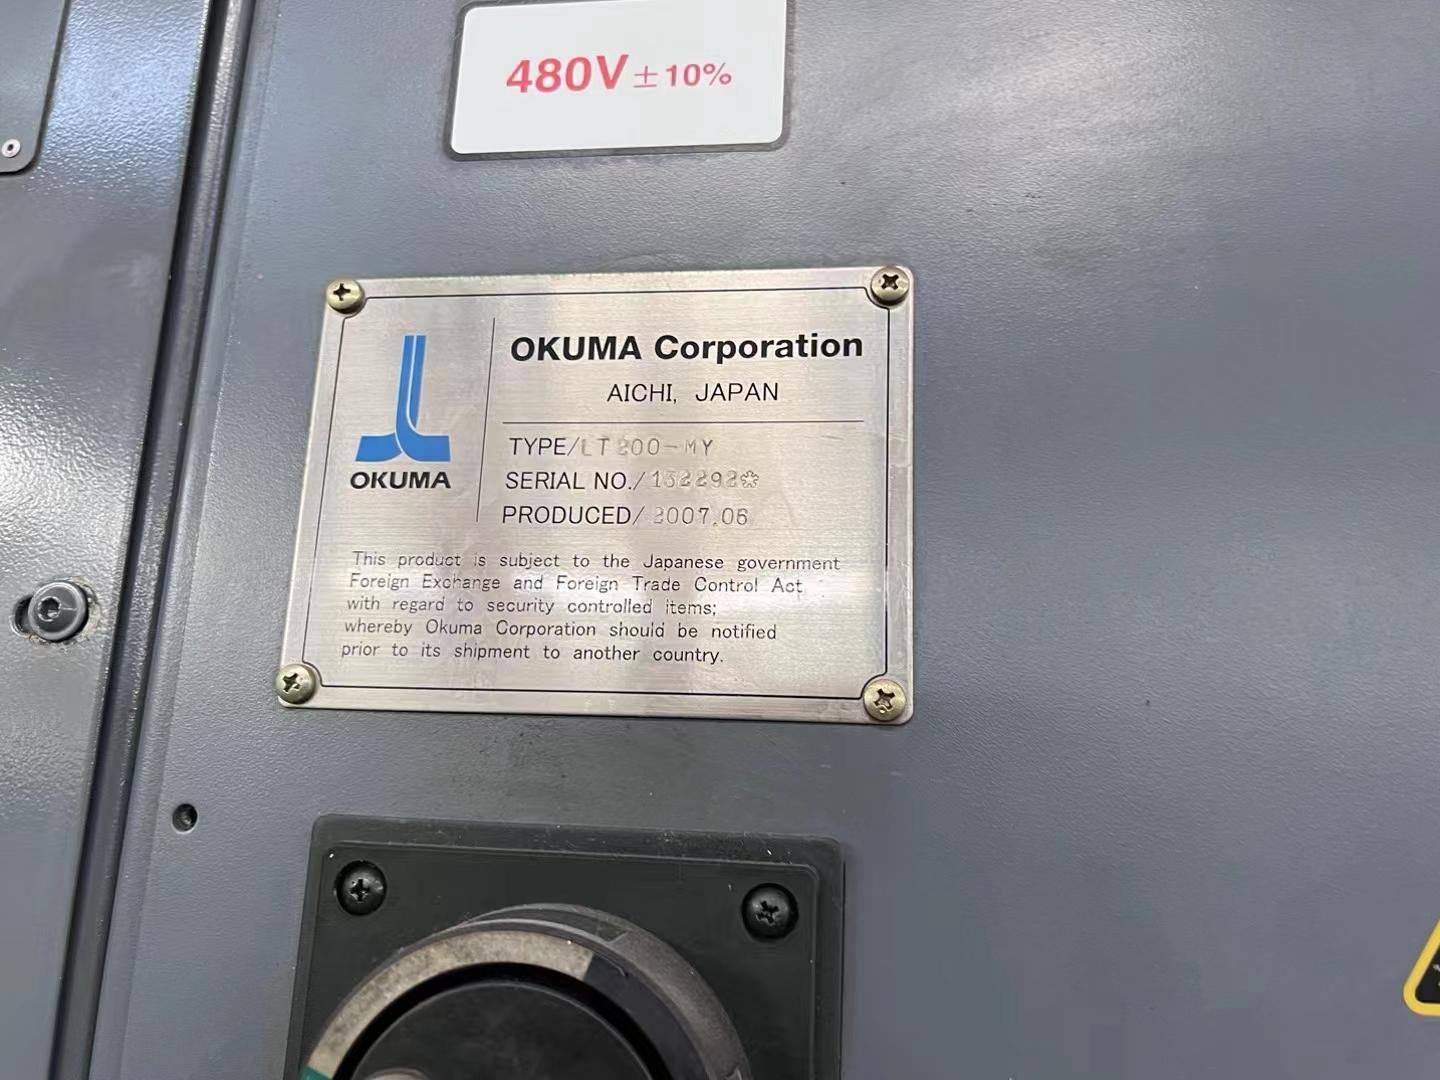 480V ±10%
OKUMA Corporation
AICHI, JAPAN
OKUMA
TYPE/LT200-MY
SERIAL NO./132292*
PRODUCED/2007.06
This product is subject to the Japanese government
Foreign Exchange and Foreign Trade Control Act
with regard to security controlled items;
whereby Okuma Corporation should be notified
prior to its shipment to another country.